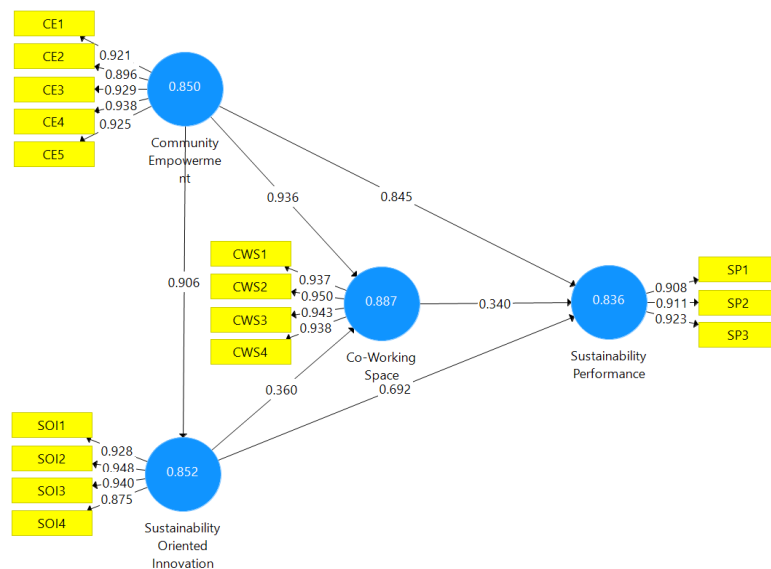 CE1
0.921
CE2
0.896
CE3
0.929
CE4
0.938
CE5
0.925
0.850
Community
Empowerme
nt
0.936
0.845
0.906
CWS1
0.937
CWS2
0.950
CWS3
0.943
CWS4
0.938
0.887
Co-Working
Space
0.340
0.836
Sustainability
Performance
SP1
0.908
SP2
0.911
SP3
0.923
0.360
0.692
SOI1
0.928
SOI2
0.948
SOI3
0.940
SOI4
0.875
0.852
Sustainability
Oriented
Innovation